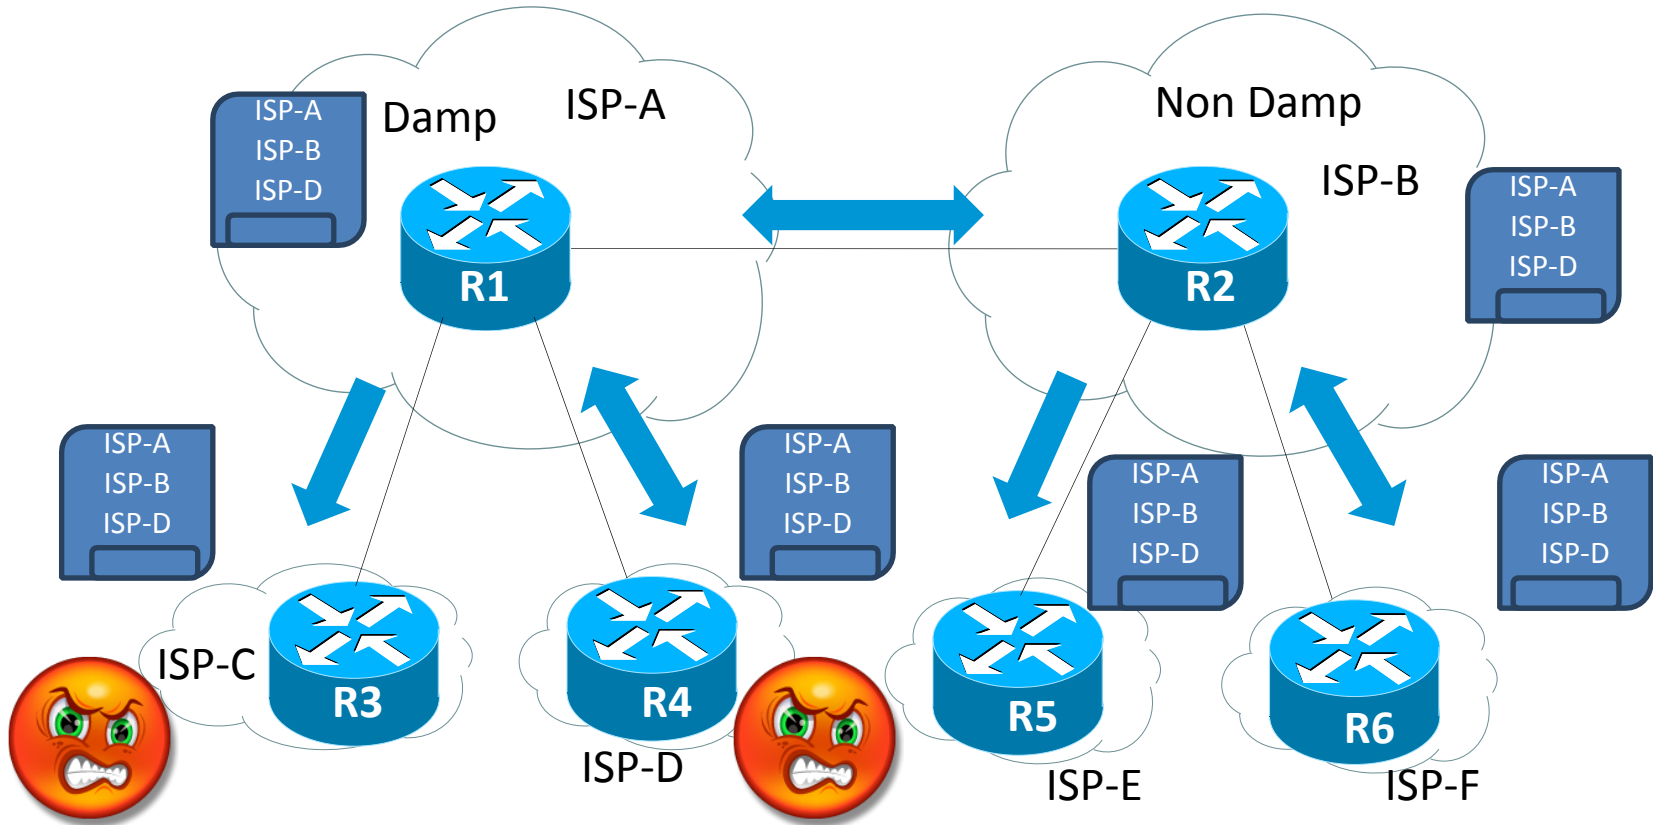 ISP-A
ISP-B
ISP-D
Damp
ISP-A
R1
Non Damp
ISP-B
R2
ISP-A
ISP-B
ISP-D
ISP-A
ISP-B
ISP-D
ISP-A
ISP-B
ISP-D
ISP-A
ISP-B
ISP-D
ISP-A
ISP-B
ISP-D
ISP-C
R3
R4
ISP-D
R5
ISP-E
R6
ISP-F